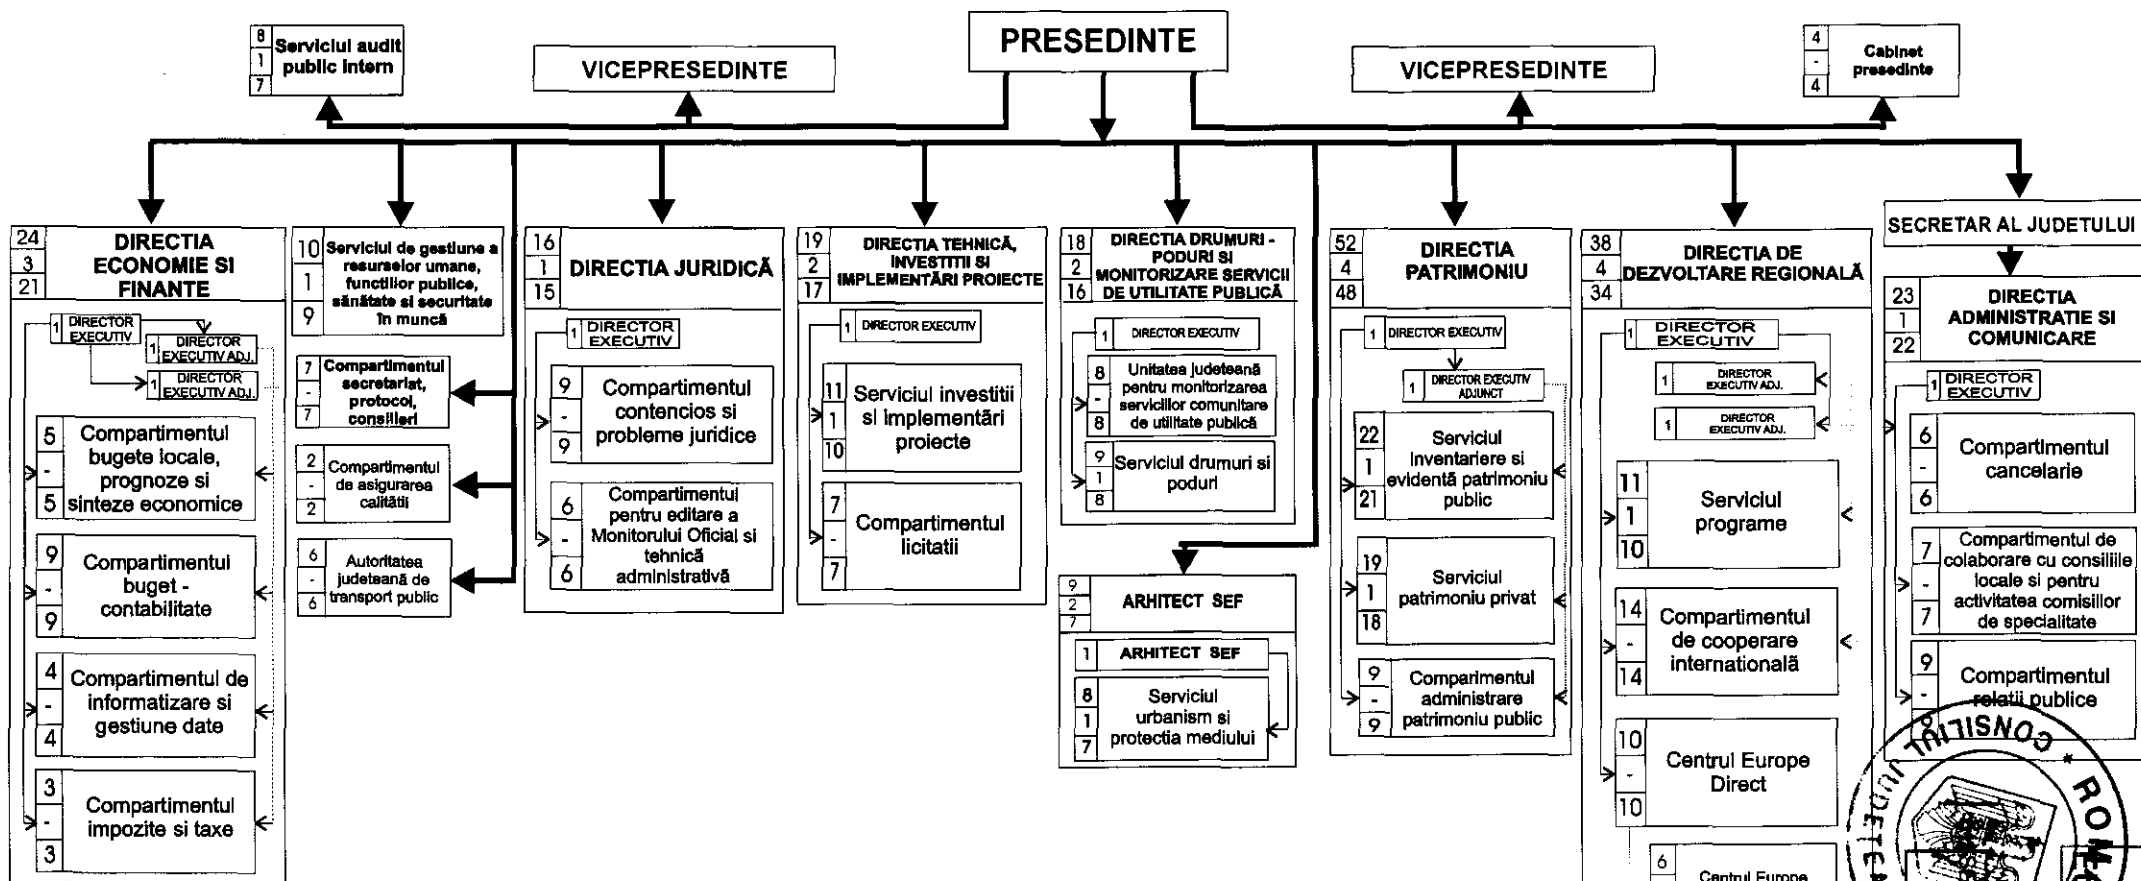 PRESEDINTE
8
1
7
Serviciul audit
public intern
VICEPRESEDINTE
VICEPRESEDINTE
4
-
4
Cabinet
presedinte
24
3
21
DIRECTIA
ECONOMIE SI
FINANTE
1 DIRECTOR
EXECUTIV
1 DIRECTOR
EXECUTIV ADJ.
1 DIRECTOR
EXECUTIV ADJ.
5
-
5
Compartimentul
bugete locale,
prognoze si
sinteze economice
9
-
9
Compartimentul
buget -
contabilitate
4
-
4
Compartimentul de
informatizare si
gestiune date
3
-
3
Compartimentul
impozite si taxe
10
1
9
Serviciul de gestiune a
resurselor umane,
functiilor publice,
sănătate si securitate
în muncă
7
-
7
Compartimentul
secretariat,
protocol,
consilieri
2
-
2
Compartimentul
de asigurarea
calității
6
-
6
Autoritatea
judeteană de
transport public
16
1
15
DIRECTIA JURIDICĂ
1 DIRECTOR
EXECUTIV
9
-
9
Compartimentul
contencios si
probleme juridice
6
-
6
Compartimentul
pentru editare a
Monitorului Oficial si
tehnică
administrativă
19
2
17
DIRECTIA TEHNICĂ,
INVESTITII SI
IMPLEMENTĂRI PROIECTE
1 DIRECTOR EXECUTIV
11
1
10
Serviciul investitii
si implementări
proiecte
7
-
7
Compartimentul
licitatii
18
2
16
DIRECTIA DRUMURI -
PODURI SI
MONITORIZARE SERVICII
DE UTILITATE PUBLICĂ
1 DIRECTOR EXECUTIV
8
-
8
Unitatea judeteană
pentru monitorizarea
serviciilor comunitare
de utilitate publică
9
1
8
Serviciul drumuri si
poduri
9
2
7
ARHITECT SEF
1 ARHITECT SEF
8
1
7
Serviciul
urbanism si
protectia mediului
52
4
48
DIRECTIA
PATRIMONIU
1 DIRECTOR EXECUTIV
1 DIRECTOR EXECUTIV
ADJUNCT
22
1
21
Serviciul
inventariere si
evidentă patrimoniu
public
19
1
18
Serviciul
patrimoniu privat
9
-
9
Comparimentul
administrare
patrimoniu public
38
4
34
DIRECTIA DE
DEZVOLTARE REGIONALĂ
1 DIRECTOR
EXECUTIV
1 DIRECTOR
EXECUTIV ADJ.
1 DIRECTOR
EXECUTIV ADJ.
11
1
10
Serviciul
programe
14
-
14
Compartimentul
de cooperare
internatională
10
-
10
Centrul Europe
Direct
6
Centrul Europe
SECRETAR AL JUDETULUI
23
1
22
DIRECTIA
ADMINISTRATIE SI
COMUNICARE
1 DIRECTOR
EXECUTIV
6
-
6
Compartimentul
cancelarie
7
-
7
Compartimentul de
colaborare cu consiliile
locale si pentru
activitatea comisiilor
de specialitate
9
-
Compartimentul
relatii publice
CONSILIUL